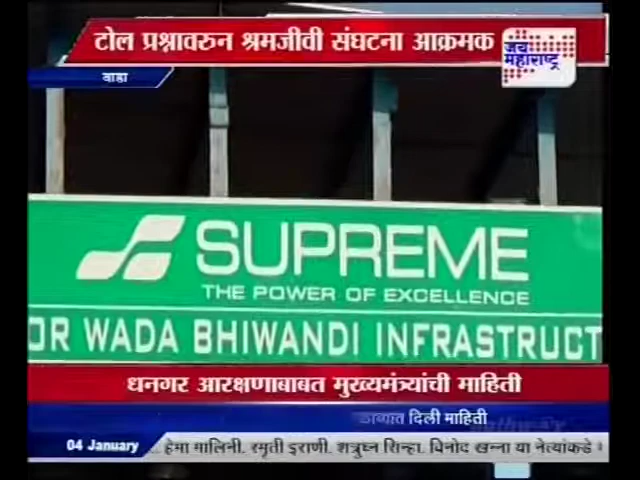 टोल प्रश्नावरुन श्रमजीवी संघटना आक्रमक
जय महाराष्ट्र
वाडा
SUPREME
THE POWER OF EXCELLENCE
OR WADA BHIWANDI INFRASTRUCT
धनगर आरक्षणाबाबत मुख्यमंत्र्यांची माहिती
दिली माहिती
04 January
हेमा मालिनी. स्मृती इराणी. शत्रुघ्न सिन्हा. विनोद खन्ना या नेत्यांकडे